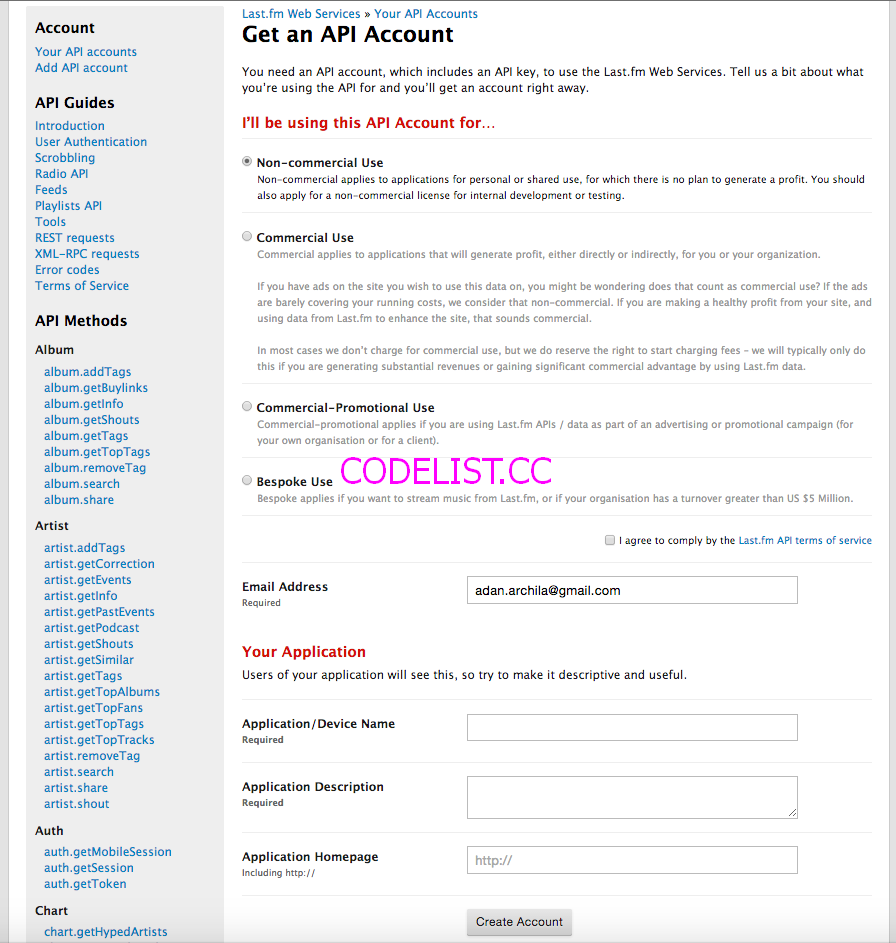 Account
Your API accounts
Add API account
API Guides
Introduction
User Authentication
Scrobbling
Radio API
Feeds
Playlists API
Tools
REST requests
XML-RPC requests
Error codes
Terms of Service
API Methods
Album
album.addTags
album.getBuylinks
album.getInfo
album.getShouts
album.getTags
album.getTopTags
album.removeTag
album.search
album.share
Artist
artist.addTags
artist.getCorrection
artist.getEvents
artist.getInfo
artist.getPastEvents
artist.getPodcast
artist.getShouts
artist.getSimilar
artist.getTags
artist.getTopAlbums
artist.getTopFans
artist.getTopTags
artist.getTopTracks
artist.removeTag
artist.search
artist.share
artist.shout
Auth
auth.getMobileSession
auth.getSession
auth.getToken
Chart
chart.getHypedArtists
Last.fm Web Services » Your API Accounts
Get an API Account
You need an API account, which includes an API key, to use the Last.fm Web Services. Tell us a bit about what
you're using the API for and you'll get an account right away.
I'll be using this API Account for...
Non-commercial Use
Non-commercial applies to applications for personal or shared use, for which there is no plan to generate a profit. You should
also apply for a non-commercial license for internal development or testing.
Commercial Use
Commercial applies to applications that will generate profit, either directly or indirectly, for you or your organization.
If you have ads on the site you wish to use this data on, you might be wondering does that count as commercial use? If the ads
are barely covering your running costs, we consider that non-commercial. If you are making a healthy profit from your site, and
using data from Last.fm to enhance the site, that sounds commercial.
In most cases we don't charge for commercial use, but we do reserve the right to start charging fees – we will typically only do
this if you are generating substantial revenues or gaining significant commercial advantage by using Last.fm data.
Commercial-Promotional Use
Commercial-promotional applies if you are using Last.fm APIs / data as part of an advertising or promotional campaign (for
your own organisation or for a client).
CODELIST.CC
Bespoke Use
Bespoke applies if you want to stream music from Last.fm, or if your organisation has a turnover greater than US $5 Million.
I agree to comply by the Last.fm API terms of service
Email Address
Required
adan.archila@gmail.com
Your Application
Users of your application will see this, so try to make it descriptive and useful.
Application/Device Name
Required
Application Description
Required
Application Homepage
Including http://
http://
Create Account